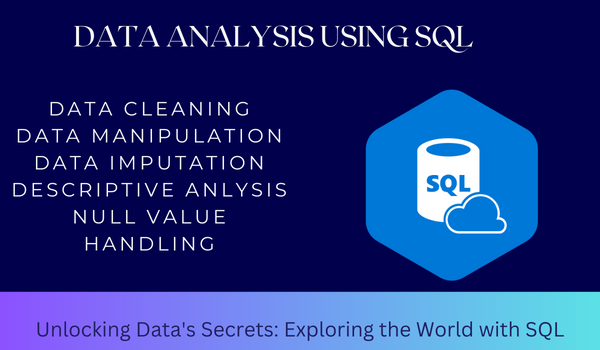 DATA ANALYSIS USING SQL
DATA CLEANING
DATA MANIPULATION
DATA IMPUTATION
DESCRIPTIVE ANLYSIS
NULL VALUE
HANDLING
SQL
Unlocking Data's Secrets: Exploring the World with SQL